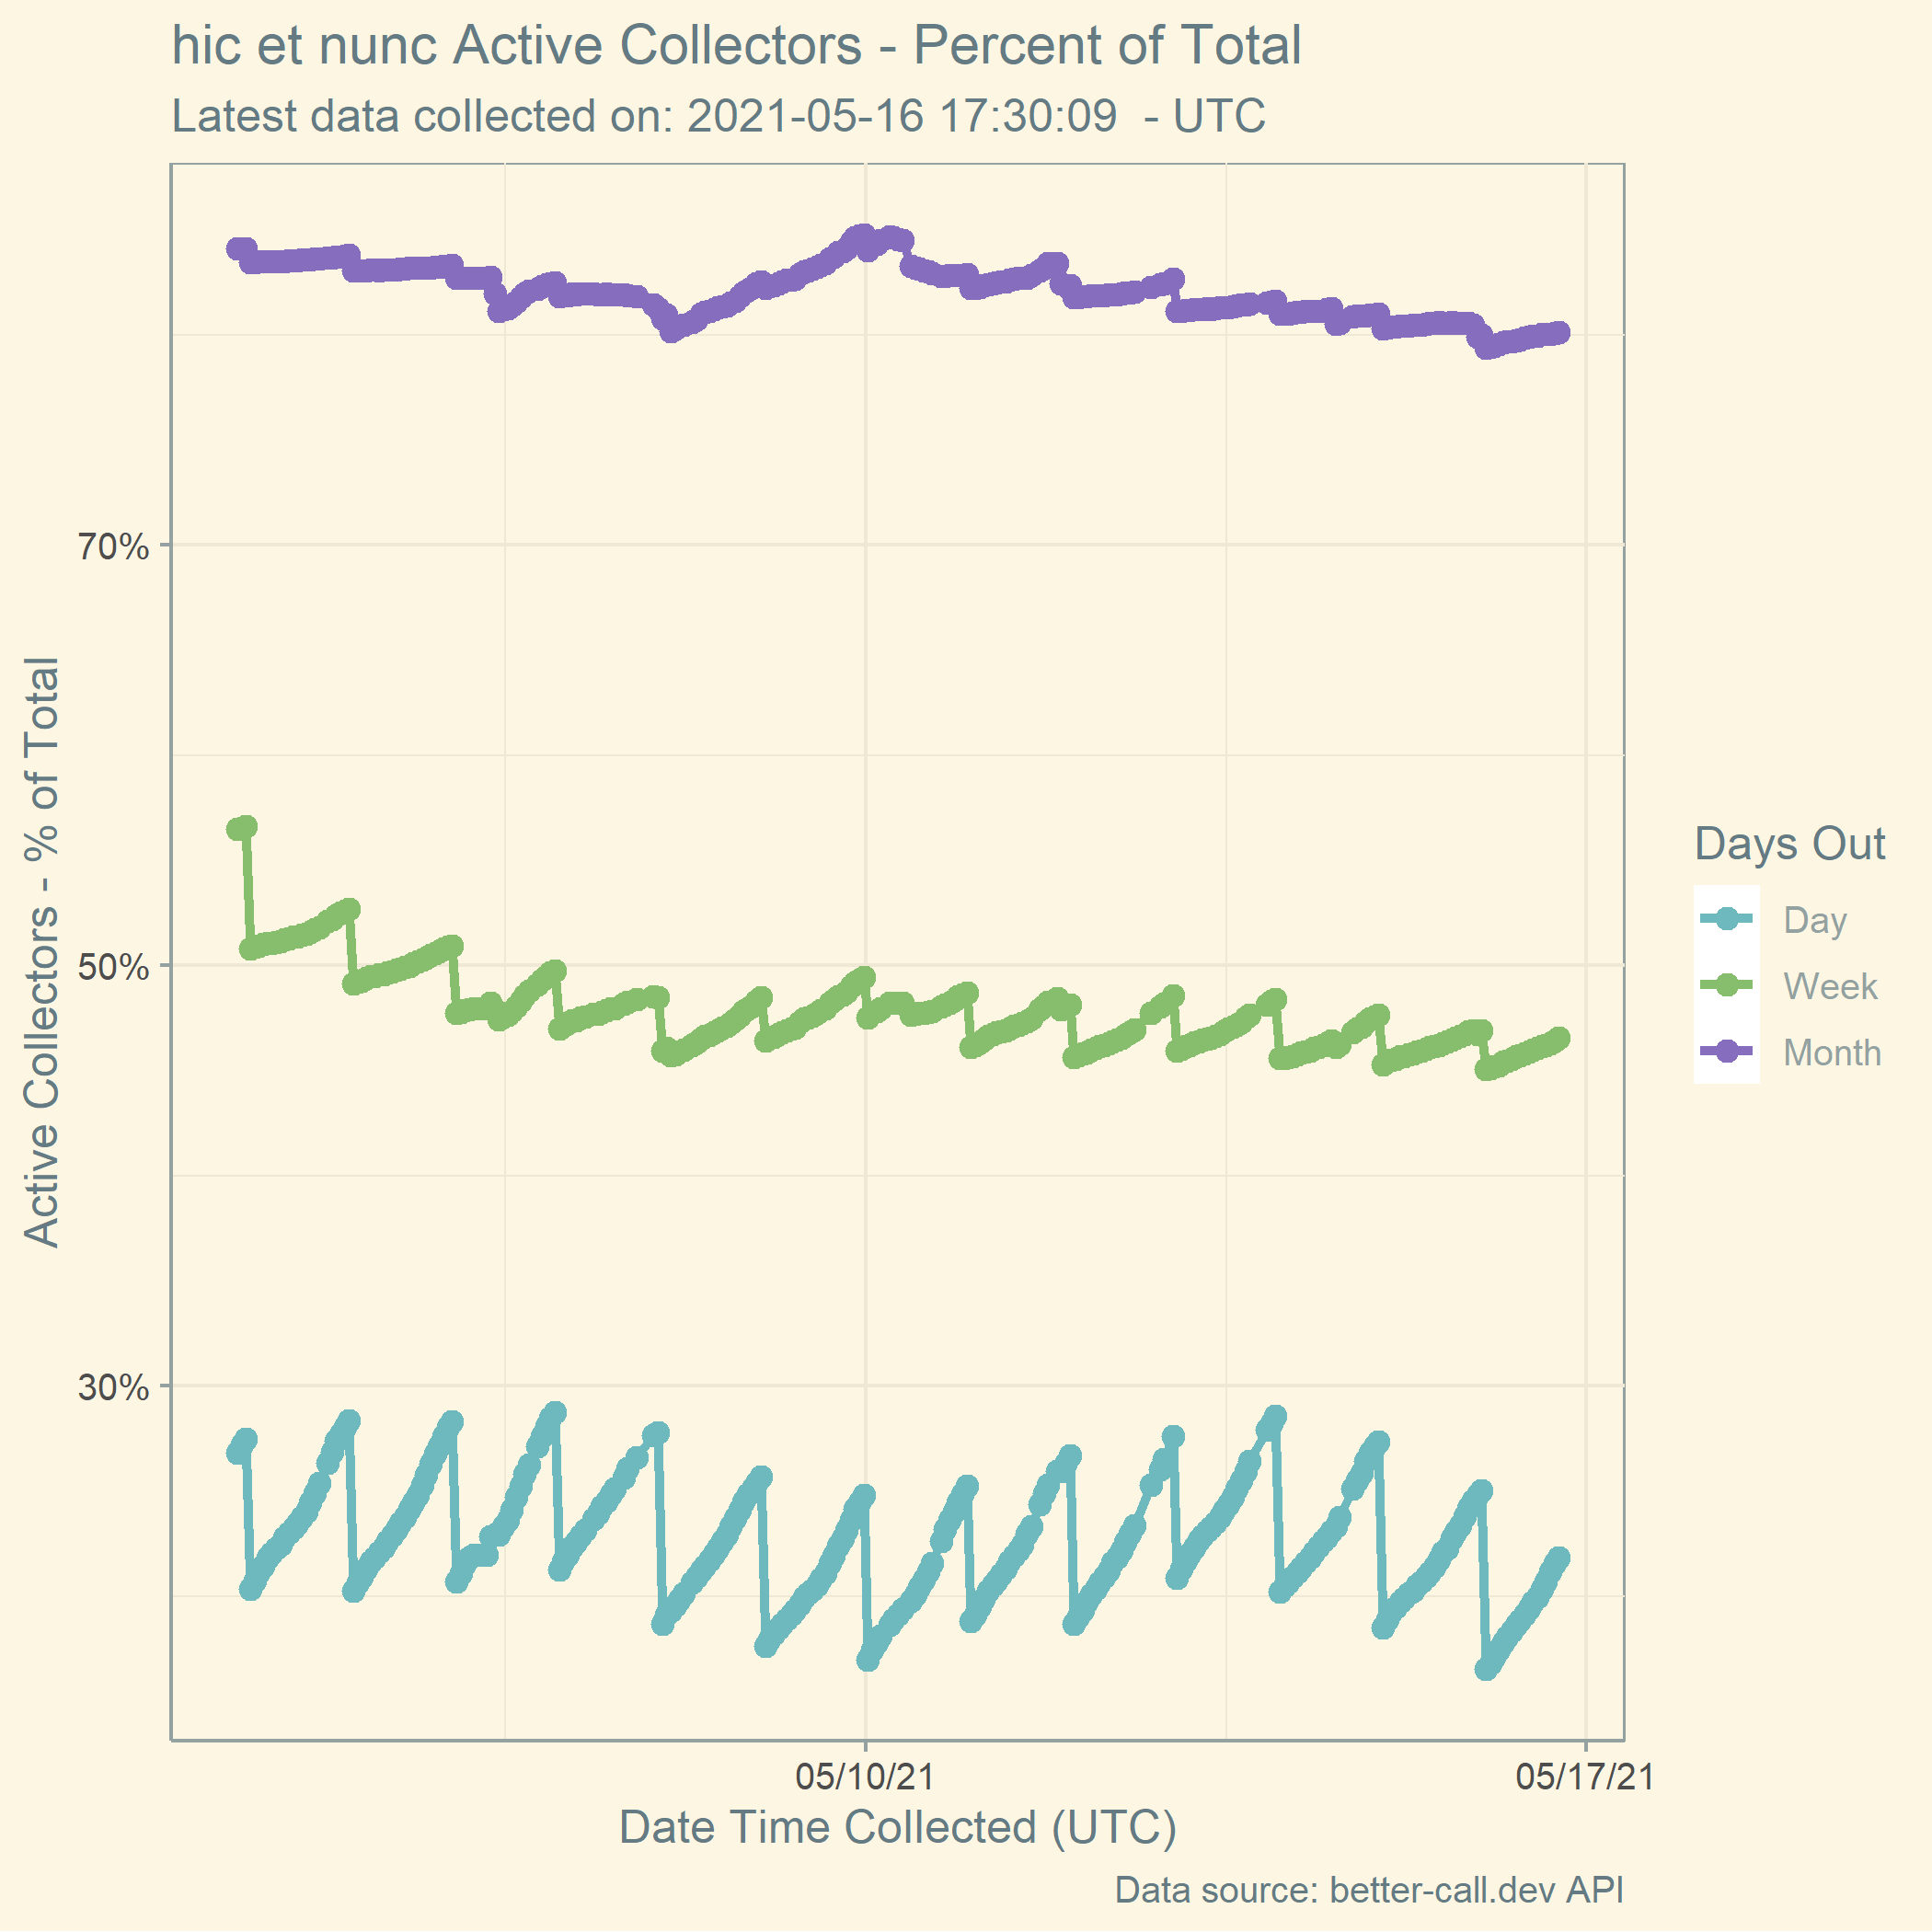 hic et nunc Active Collectors - Percent of Total
Latest data collected on: 2021-05-16 17:30:09  - UTC
Active Collectors - % of Total
70%
50%
30%
05/10/21
05/17/21
Date Time Collected (UTC)
Data source: better-call.dev API
Days Out
Day
Week
Month